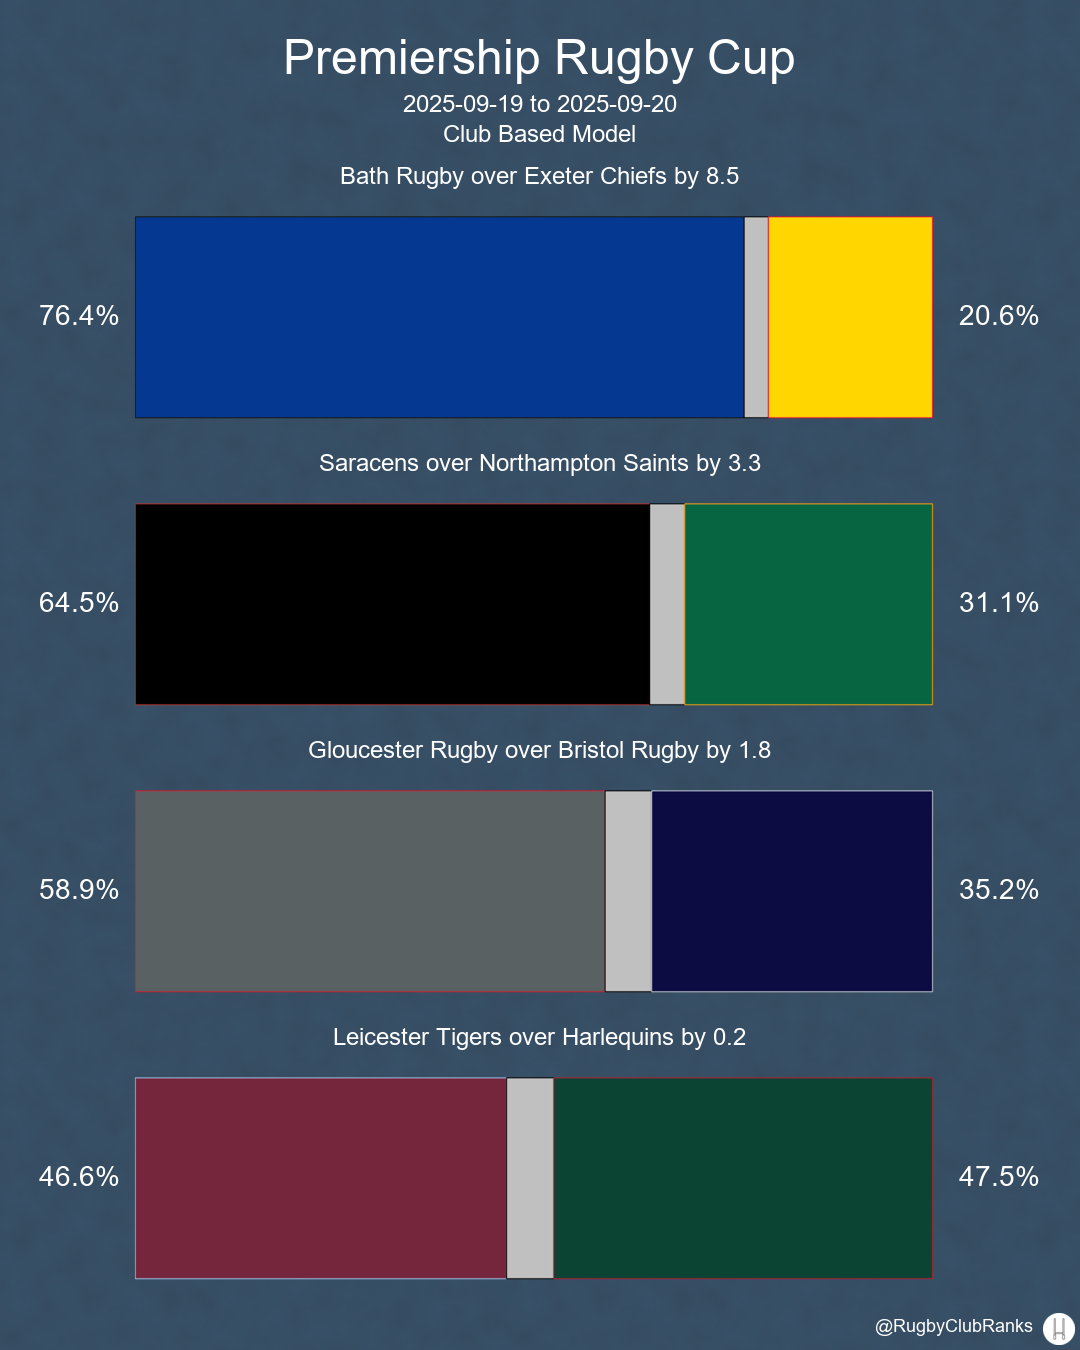 Premiership Rugby Cup
2025-09-19 to 2025-09-20
Club Based Model
Bath Rugby over Exeter Chiefs by 8.5
76.4%
20.6%
Saracens over Northampton Saints by 3.3
64.5%
31.1%
Gloucester Rugby over Bristol Rugby by 1.8
58.9%
35.2%
Leicester Tigers over Harlequins by 0.2
46.6%
47.5%
@RugbyClubRanks